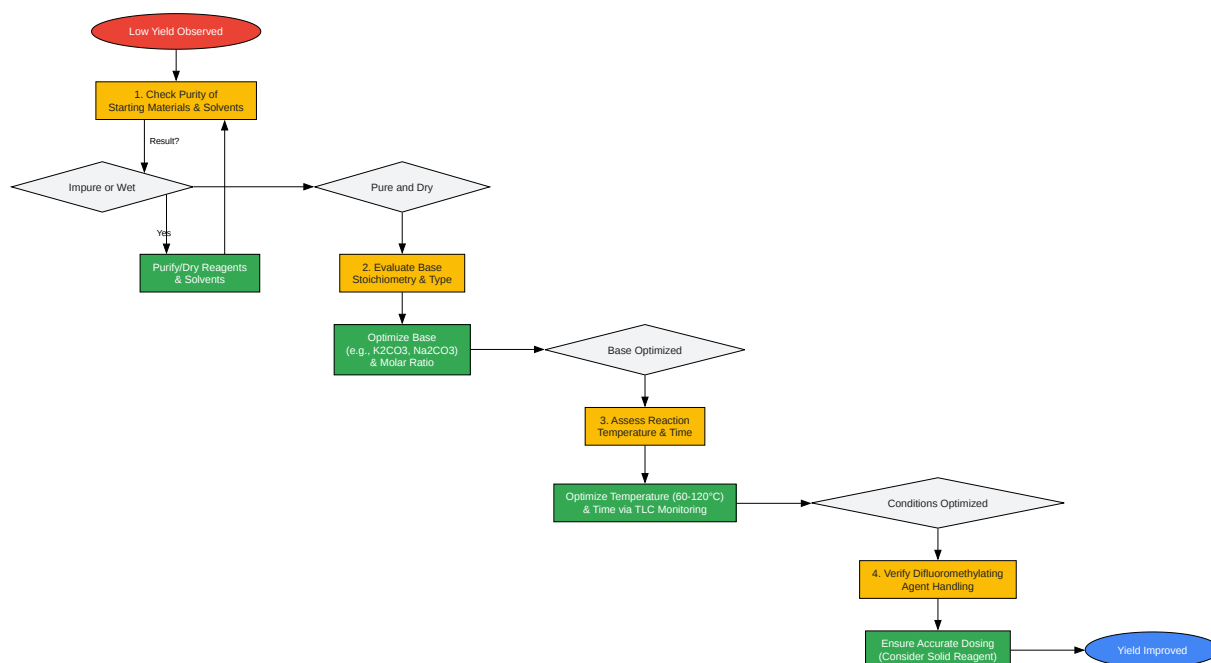 Low Yield Observed
1. Check Purity of
Starting Materials & Solvents
Result?
Impure or Wet
Pure and Dry
Yes
Purify/Dry Reagents
& Solvents
2. Evaluate Base
Stoichiometry & Type
Optimize Base
(e.g., K2CO3, Na2CO3)
& Molar Ratio
Base Optimized
3. Assess Reaction
Temperature & Time
Optimize Temperature (60-120°C)
& Time via TLC Monitoring
Conditions Optimized
4. Verify Difluoromethylating
Agent Handling
Ensure Accurate Dosing
(Consider Solid Reagent)
Yield Improved